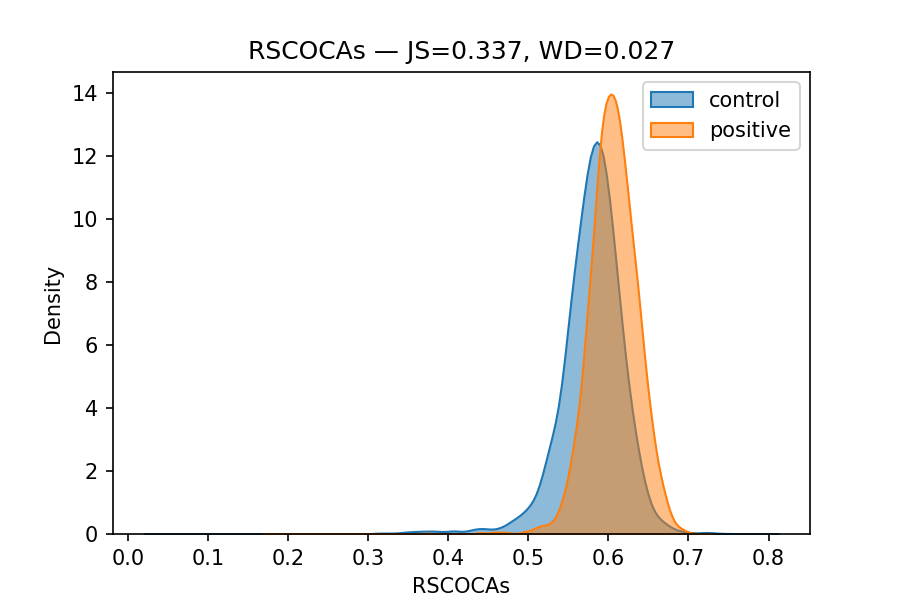 RSCOCAs — JS=0.337, WD=0.027
control
positive
14
12
10
8
6
4
2
0
Density
0.0 0.1 0.2 0.3 0.4 0.5 0.6 0.7 0.8
RSCOCAs